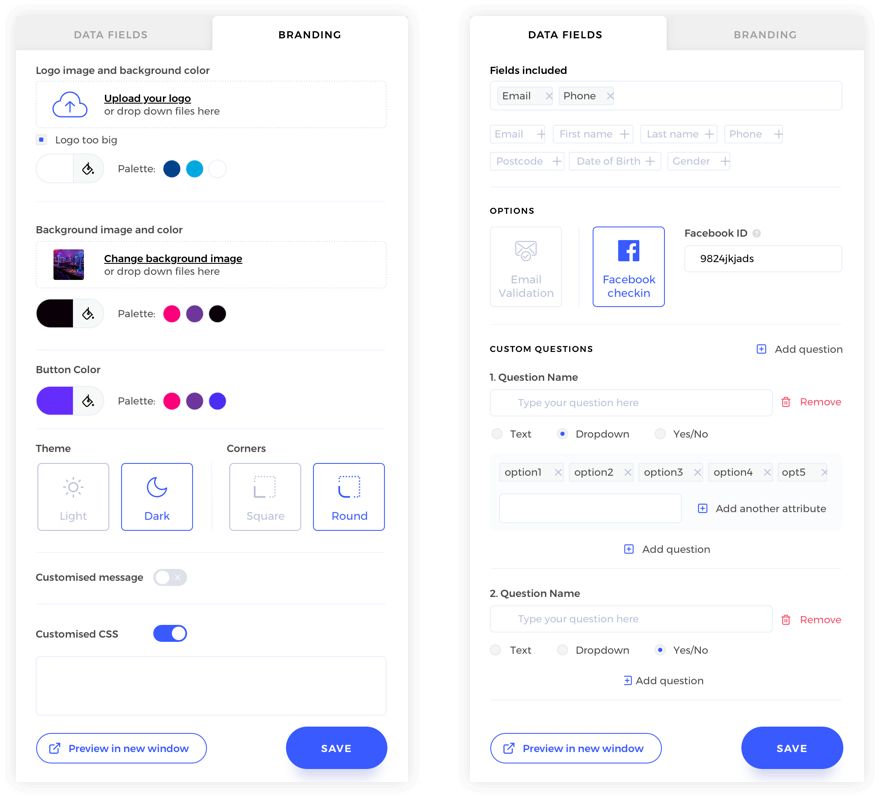 DATA FIELDS
BRANDING
Logo image and background color
Upload your logo
or drop down files here
Logo too big
Palette:
Background image and color
Change background image
or drop down files here
Palette:
Button Color
Palette:
Theme
Corners
Light
Dark
Square
Round
Customised message
Customised CSS
Preview in new window
SAVE
DATA FIELDS
BRANDING
Fields included
Email
Phone
Email
First name
Last name
Phone
Postcode
Date of Birth
Gender
OPTIONS
Email
Validation
Facebook
checkin
Facebook ID
9824jkjads
CUSTOM QUESTIONS
Add question
1. Question Name
Type your question here
Remove
Text
Dropdown
Yes/No
option1
option2
option3
option4
opt5
Add another attribute
Add question
2. Question Name
Type your question here
Remove
Text
Dropdown
Yes/No
Add question
Preview in new window
SAVE